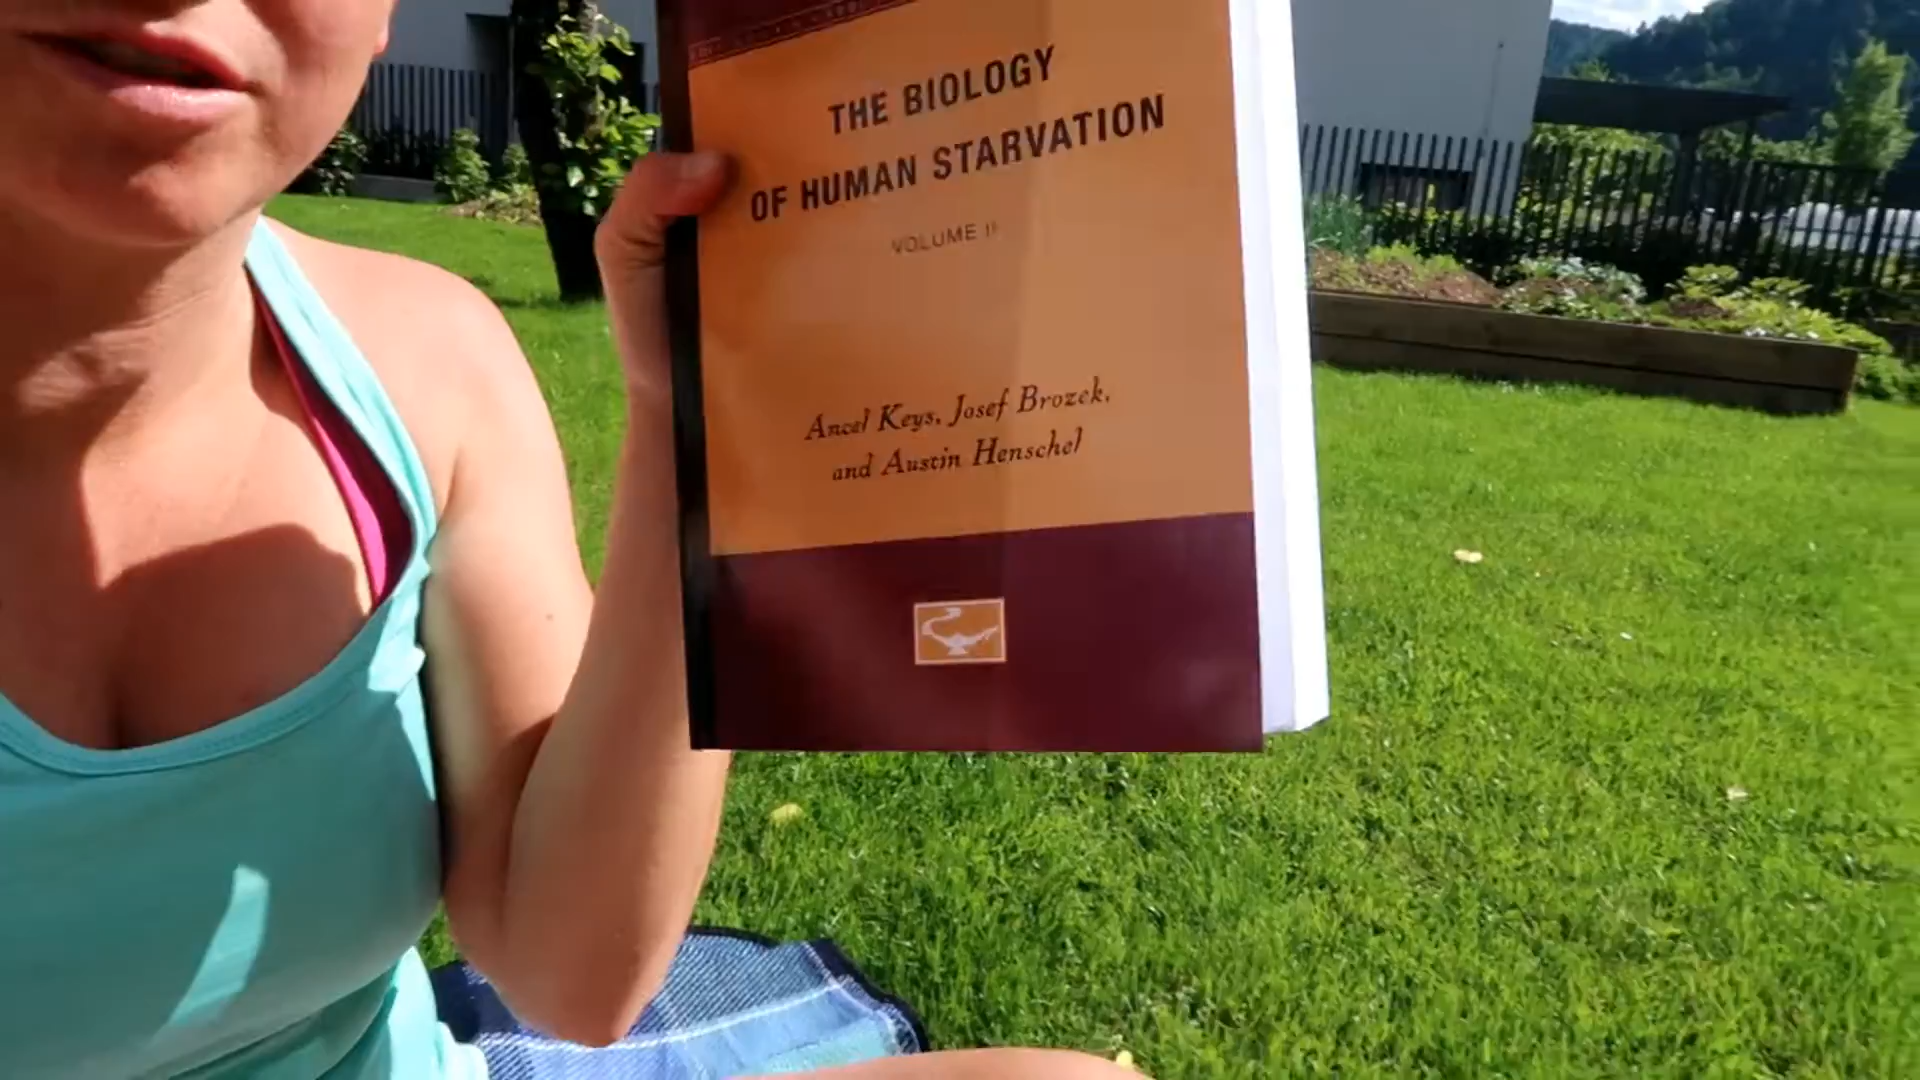 THE BIOLOGY
OF HUMAN STARVATION
VOLUME II
Ancel Keys, Josef Brozek,
and Austin Henschel